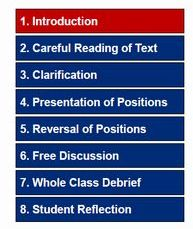 1. Introduction
2. Careful Reading of Text
3. Clarification
4. Presentation of Positions
5. Reversal of Positions
6. Free Discussion
7. Whole Class Debrief
8. Student Reflection